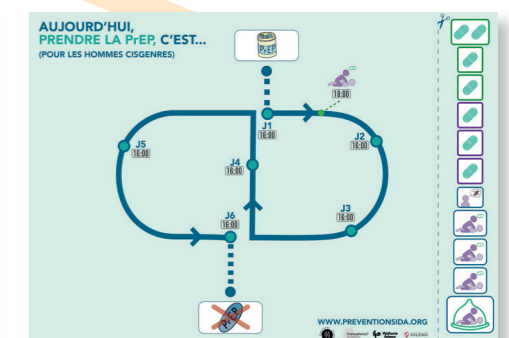 AUJOURD'HUI,
PRENDRE LA PrEP, C'EST...
(POUR LES HOMMES CISGENRES)
PrEP
18:00
J1
16:00
J2
16:00
J5
16:00
J4
16:00
J3
16:00
J6
16:00
PrEP
WWW.PREVENTIONSIDA.ORG
GILEAD